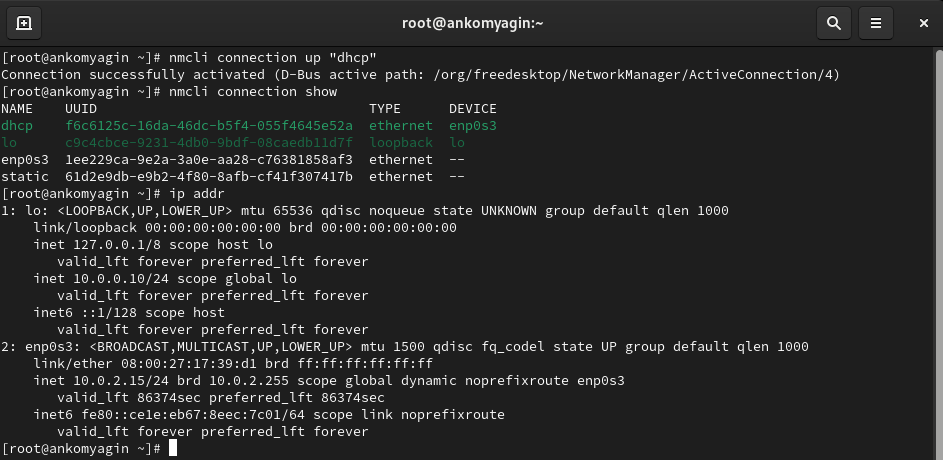 root@ankomyagin:~
[root@ankomyagin ~]# nmcli connection up "dhcp"
Connection successfully activated (D-Bus active path: /org/freedesktop/NetworkManager/ActiveConnection/4)
[root@ankomyagin ~]# nmcli connection show
NAME    UUID                                  TYPE      DEVICE
dhcp    f6c6125c-16da-46dc-b5f4-055f4645e52a  ethernet  enp0s3
lo      c9c4cbce-9231-4db0-9bdf-08caedb11d7f  loopback  lo
enp0s3  1ee229ca-9e2a-3a0e-aa28-c76381858af3  ethernet  --
static  61d2e9db-e9b2-4f80-8afb-cf41f307417b  ethernet  --
[root@ankomyagin ~]# ip addr
1: lo: <LOOPBACK,UP,LOWER_UP> mtu 65536 qdisc noqueue state UNKNOWN group default qlen 1000
    link/loopback 00:00:00:00:00:00 brd 00:00:00:00:00:00
    inet 127.0.0.1/8 scope host lo
       valid_lft forever preferred_lft forever
    inet 10.0.0.10/24 scope global lo
       valid_lft forever preferred_lft forever
    inet6 ::1/128 scope host
       valid_lft forever preferred_lft forever
2: enp0s3: <BROADCAST,MULTICAST,UP,LOWER_UP> mtu 1500 qdisc fq_codel state UP group default qlen 1000
    link/ether 08:00:27:17:39:d1 brd ff:ff:ff:ff:ff:ff
    inet 10.0.2.15/24 brd 10.0.2.255 scope global dynamic noprefixroute enp0s3
       valid_lft 86374sec preferred_lft 86374sec
    inet6 fe80::ce1e:eb67:8eec:7c01/64 scope link noprefixroute
       valid_lft forever preferred_lft forever
[root@ankomyagin ~]#